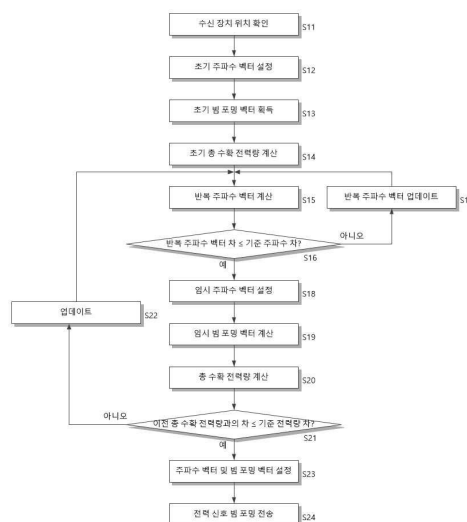 수신 장치 위치 확인
S11
초기 주파수 벡터 설정
S12
초기 빔 포밍 벡터 획득
S13
초기 총 수확 전력량 계산
S14
반복 주파수 벡터 계산
S15
반복 주파수 벡터 업데이트
반복 주파수 벡터 차 ≤ 기준 주파수 차?
아니오
S16
예
임시 주파수 벡터 설정
S18
업데이트
S22
임시 빔 포밍 벡터 계산
S19
총 수확 전력량 계산
S20
아니오
이전 총 수확 전력량과의 차 ≤ 기준 전력량 차?
S21
예
주파수 벡터 및 빔 포밍 벡터 설정
S23
전력 신호 빔 포밍 전송
S24